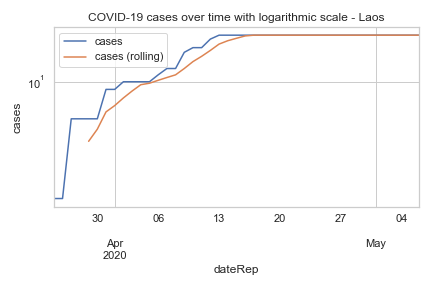 COVID-19 cases over time with logarithmic scale - Laos
cases
cases (rolling)
10¹
cases
30 06 13 20 27 04
Apr May
2020
dateRep